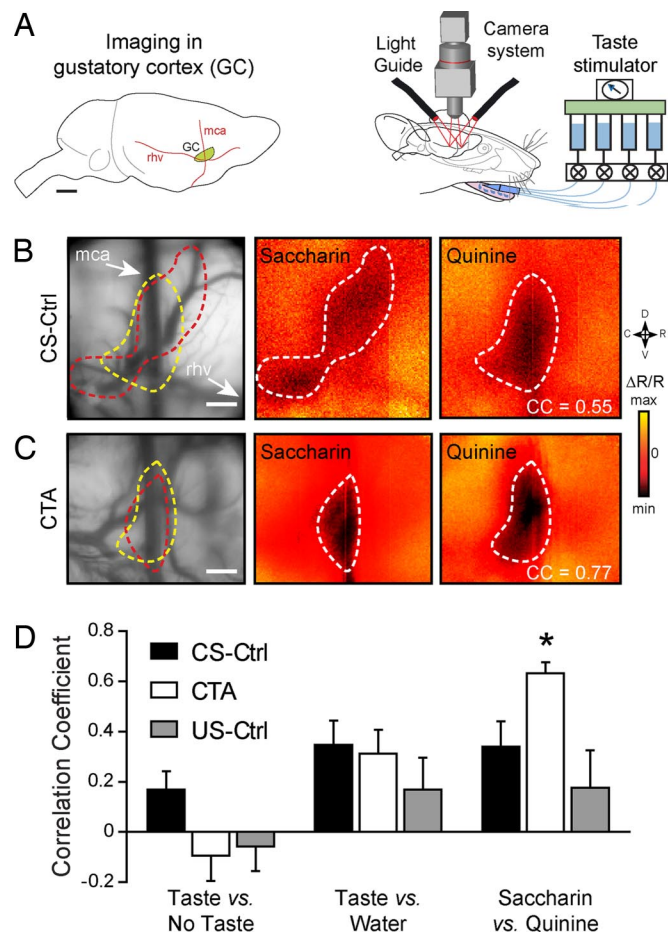 A
Imaging in
gustatory cortex (GC)
mca
GC
rhv
Light
Guide
Camera
system
Taste
stimulator
B
CS-Ctrl
mca
rhv
Saccharin
Quinine
CC = 0.55
D
C
R
V
ΔR/R
max
0
min
C
CTA
Saccharin
Quinine
CC = 0.77
D
Correlation Coefficient
0.8
0.6
0.4
0.2
0
-0.2
CS-Ctrl
CTA
US-Ctrl
*
Taste vs.
No Taste
Taste vs.
Water
Saccharin
vs. Quinine